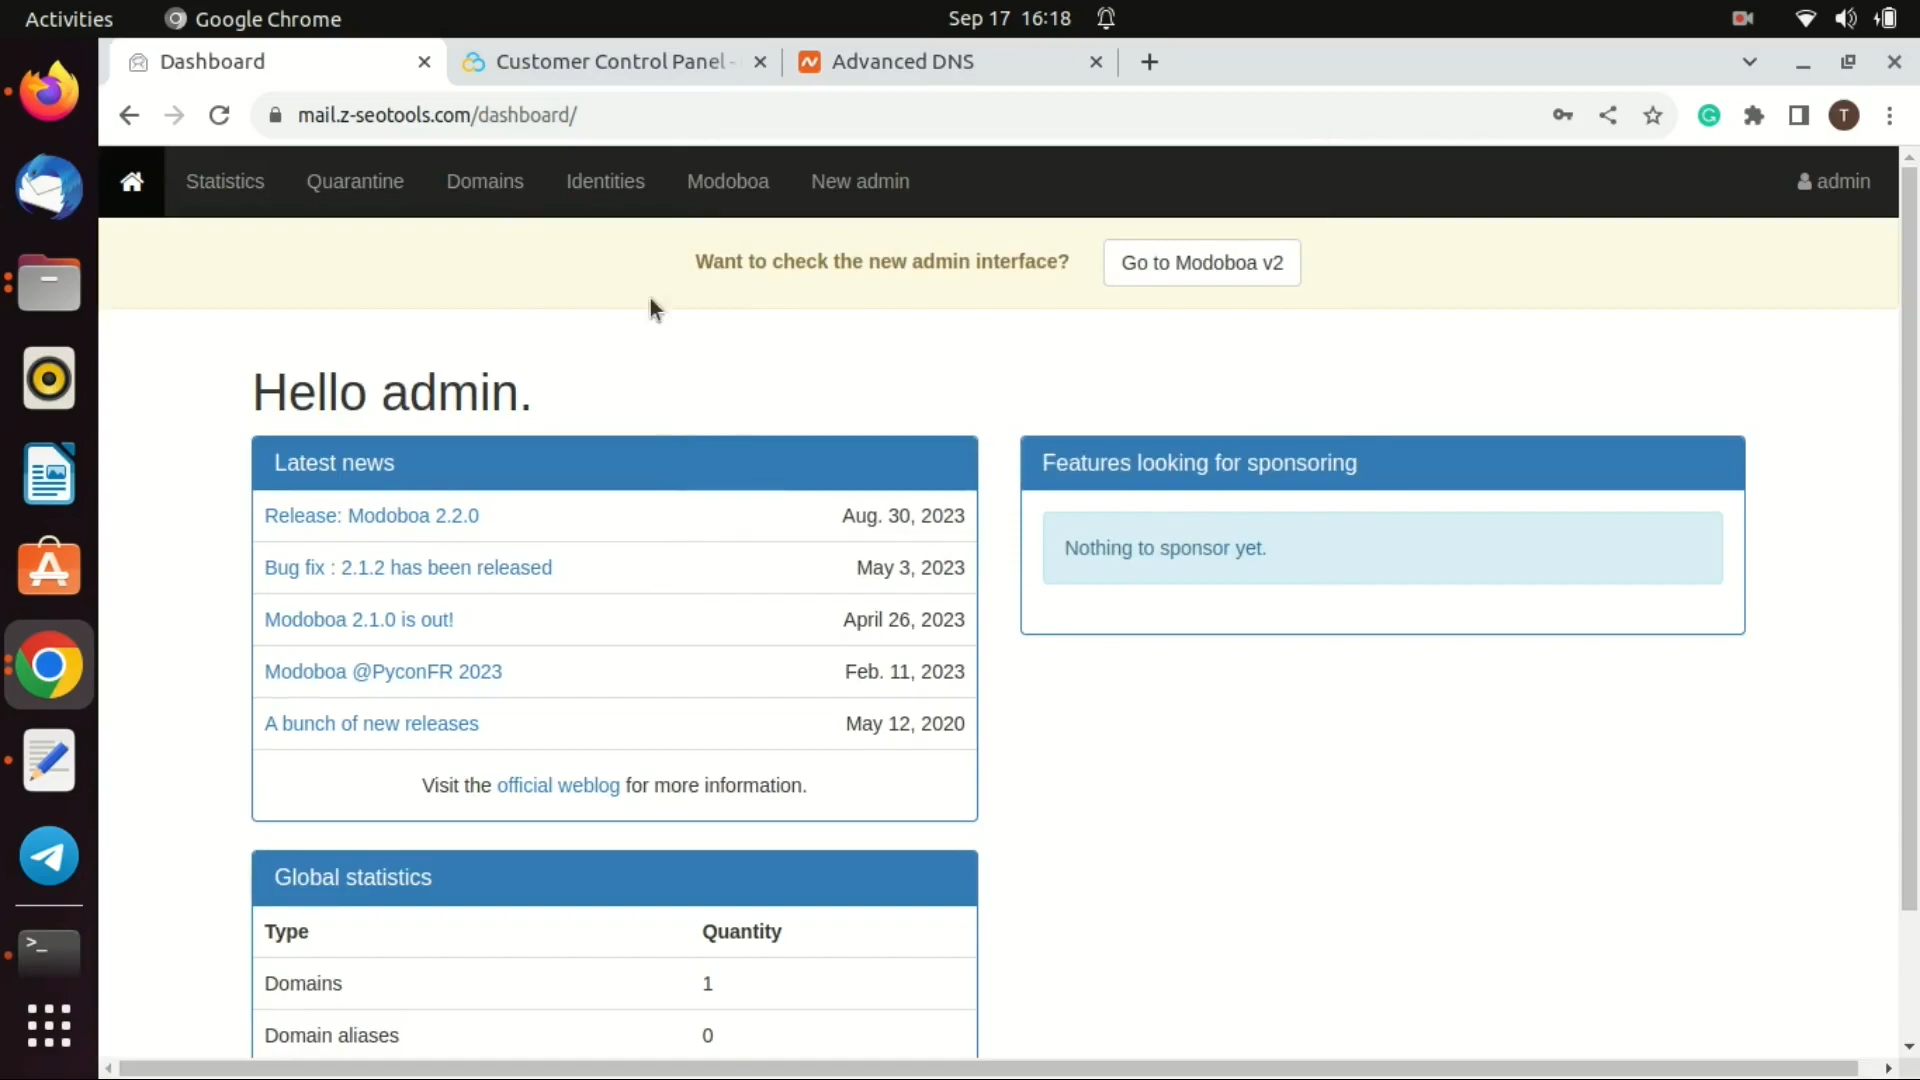 Activities
Google Chrome
Sep 17 16:18
Dashboard
Customer Control Panel -
Advanced DNS
mail.z-seotools.com/dashboard/
T
Statistics
Quarantine
Domains
Identities
Modoboa
New admin
admin
Want to check the new admin interface?
Go to Modoboa v2
Hello admin.
Latest news
Release: Modoboa 2.2.0 Aug. 30, 2023
Bug fix : 2.1.2 has been released May 3, 2023
Modoboa 2.1.0 is out! April 26, 2023
Modoboa @PyconFR 2023 Feb. 11, 2023
A bunch of new releases May 12, 2020
Visit the official weblog for more information.
Features looking for sponsoring
Nothing to sponsor yet.
Global statistics
Type Quantity
Domains 1
Domain aliases 0